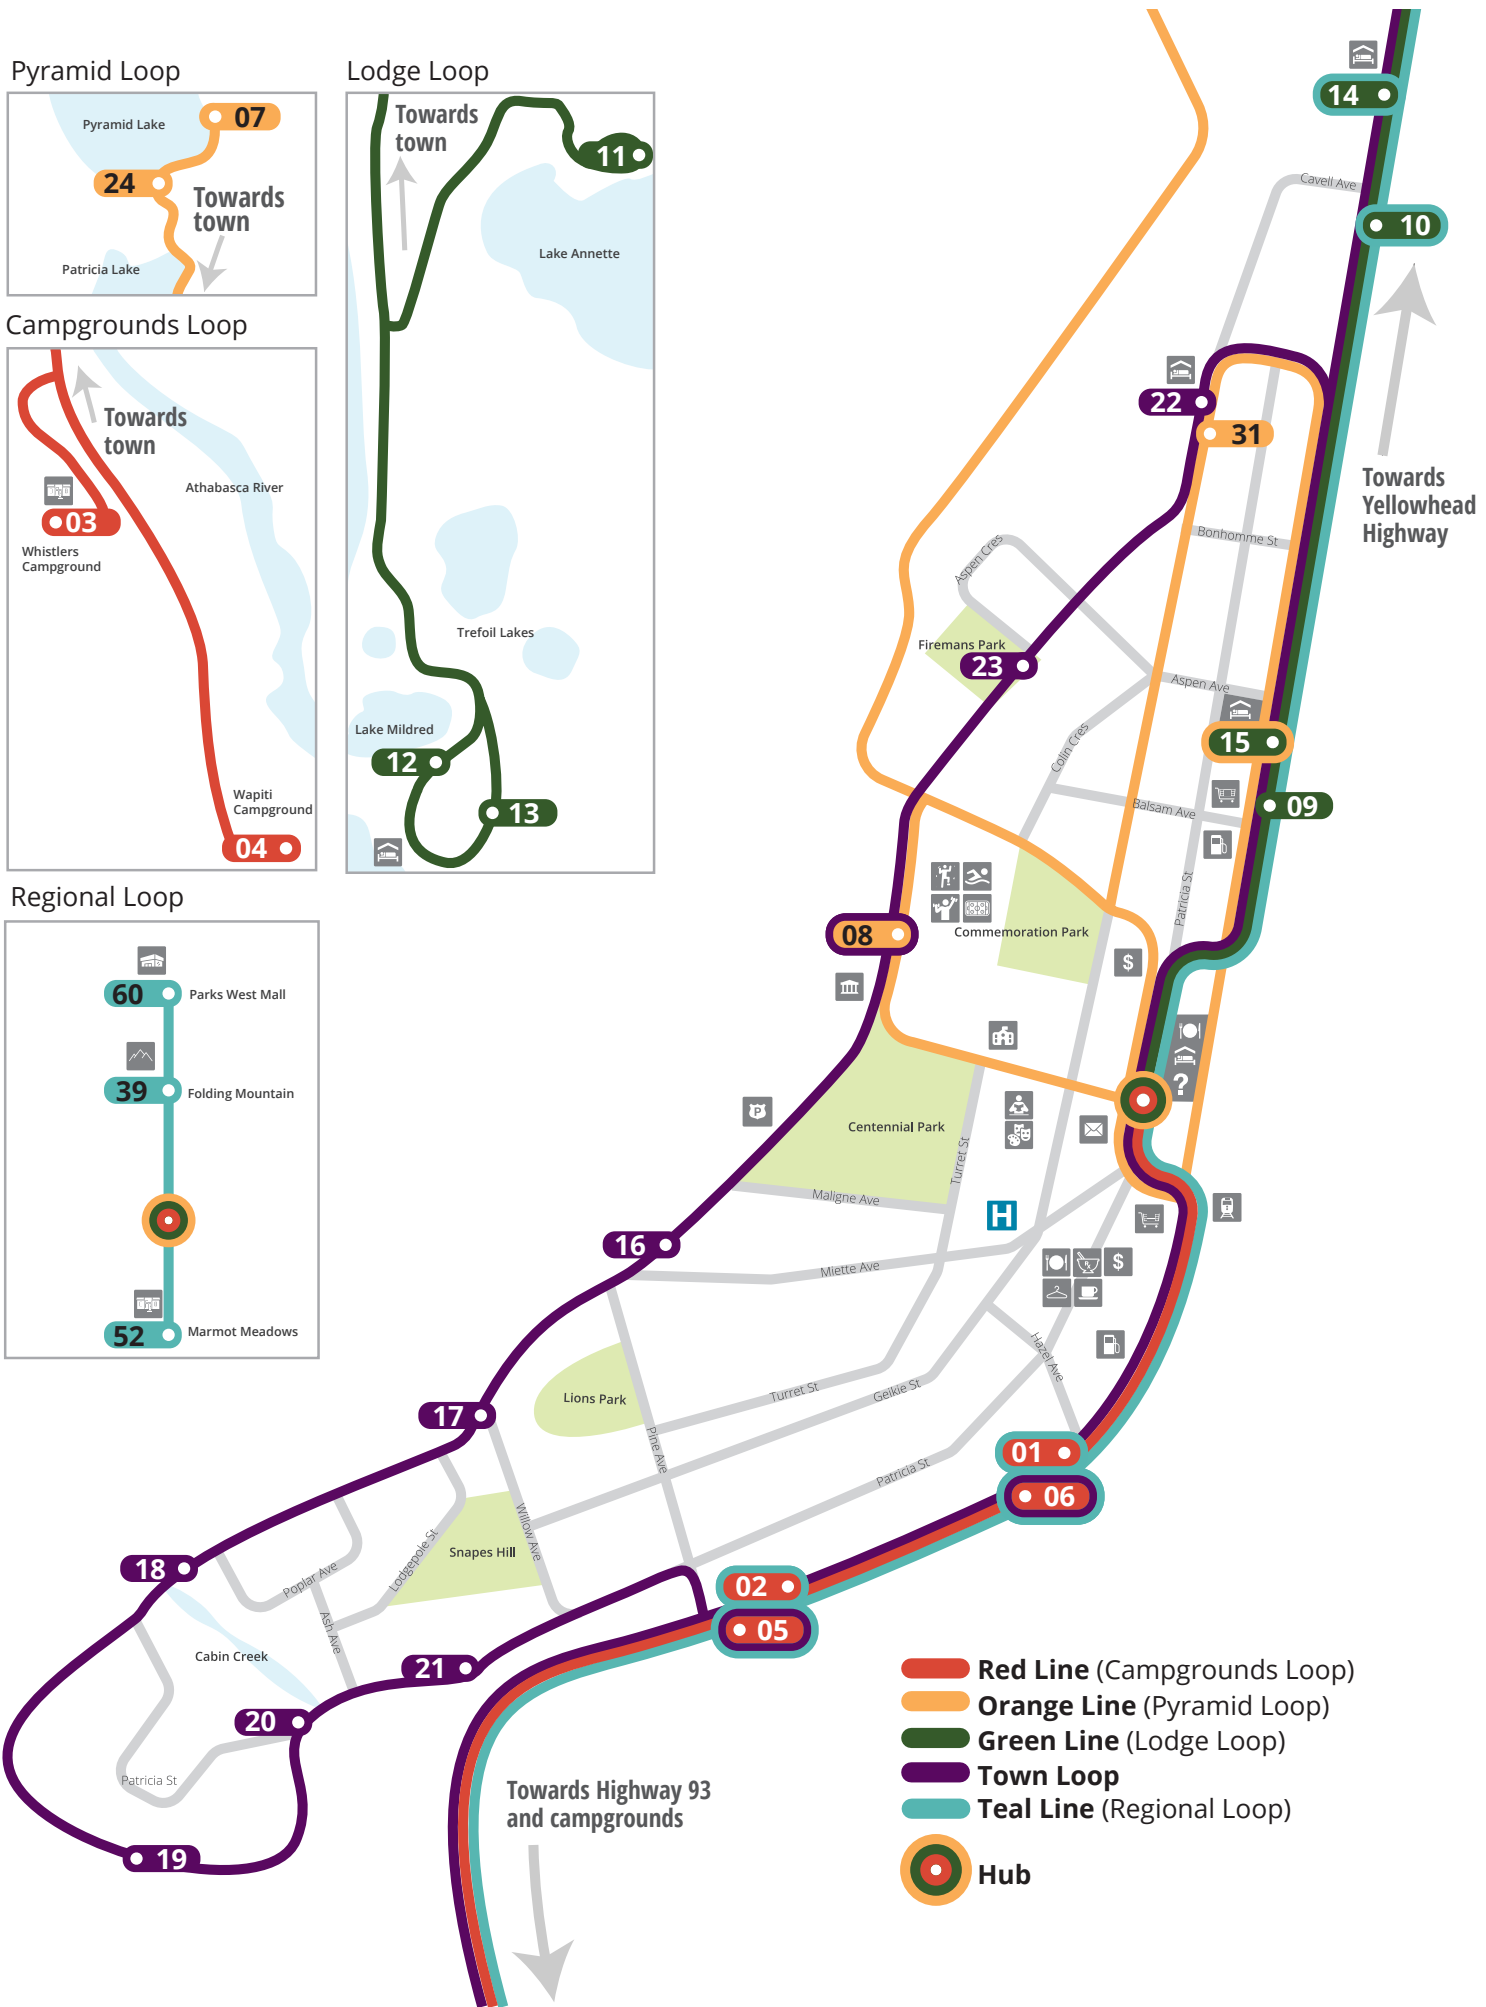 Pyramid Loop
Pyramid Lake
07
24
Towards
town
Patricia Lake
Lodge Loop
Towards
town
11
Lake Annette
Trefoil Lakes
Lake Mildred
12
13
Campgrounds Loop
Towards
town
Athabasca River
03
Whistlers
Campground
Wapiti
Campground
04
Regional Loop
60
Parks West Mall
39
Folding Mountain
52
Marmot Meadows
14
Cavell Ave
10
22
31
Towards
Yellowhead
Highway
Bonhomme St
Aspen Cres
Firemans Park
23
Aspen Ave
15
Colin Cres
09
Balsam Ave
Patricia St
08
Commemoration Park
$
?
P
Centennial Park
Turret St
Maligne Ave
H
16
Miette Ave
$
Hazel Ave
Lions Park
Turret St
Geikie St
17
Pine Ave
01
06
Patricia St
Willow Ave
Snapes Hill
Lodgepole St
18
Poplar Ave
Ash Ave
02
05
Cabin Creek
21
20
Patricia St
19
Towards Highway 93
and campgrounds
Red Line (Campgrounds Loop)
Orange Line (Pyramid Loop)
Green Line (Lodge Loop)
Town Loop
Teal Line (Regional Loop)
Hub